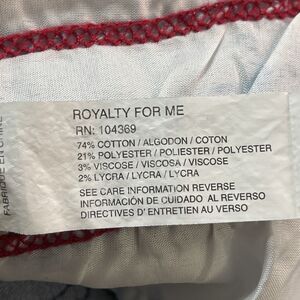 ROYALTY FOR ME
RN: 104369
74% COTTON / ALGODON / COTON
21% POLYESTER / POLIESTER / POLYESTER
3% VISCOSE / VISCOSA / VISCOSE
2% LYCRA / LYCRA / LYCRA
SEE CARE INFORMATION REVERSE
INFORMACIÓN DE CUIDADO AL REVERSO
DIRECTIVES D' ENTRETIEN AU VERSO
FABRIQUE EN CHINE